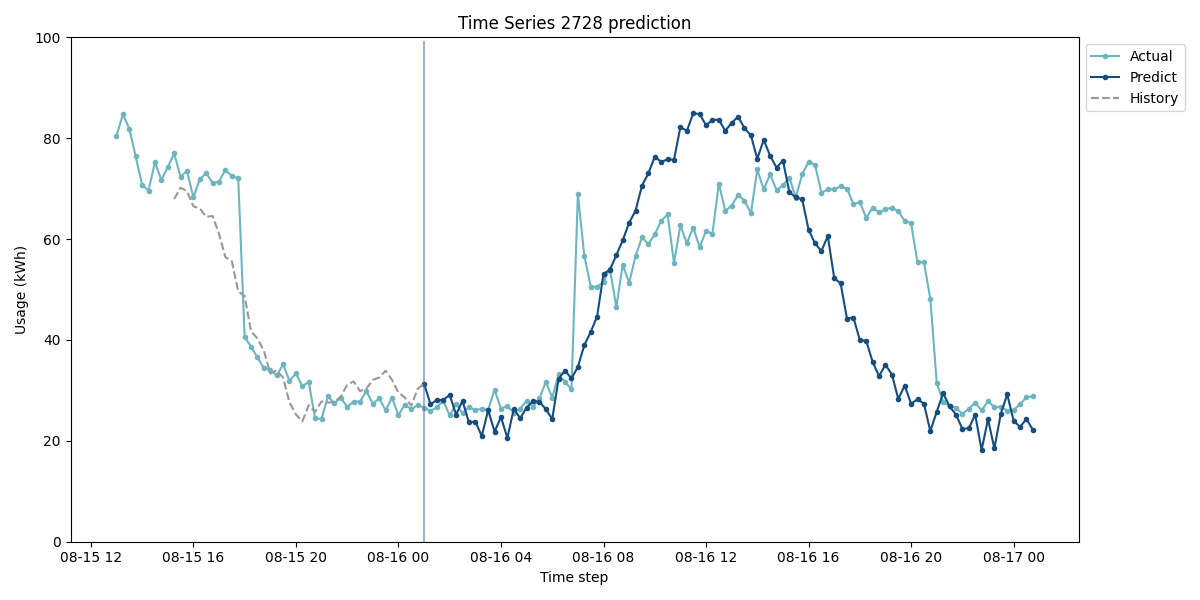 Time Series 2728 prediction
100
80
60
40
20
0
Usage (kWh)
08-15 12
08-15 16
08-15 20
08-16 00
08-16 04
08-16 08
08-16 12
08-16 16
08-16 20
08-17 00
Time step
Actual
Predict
History